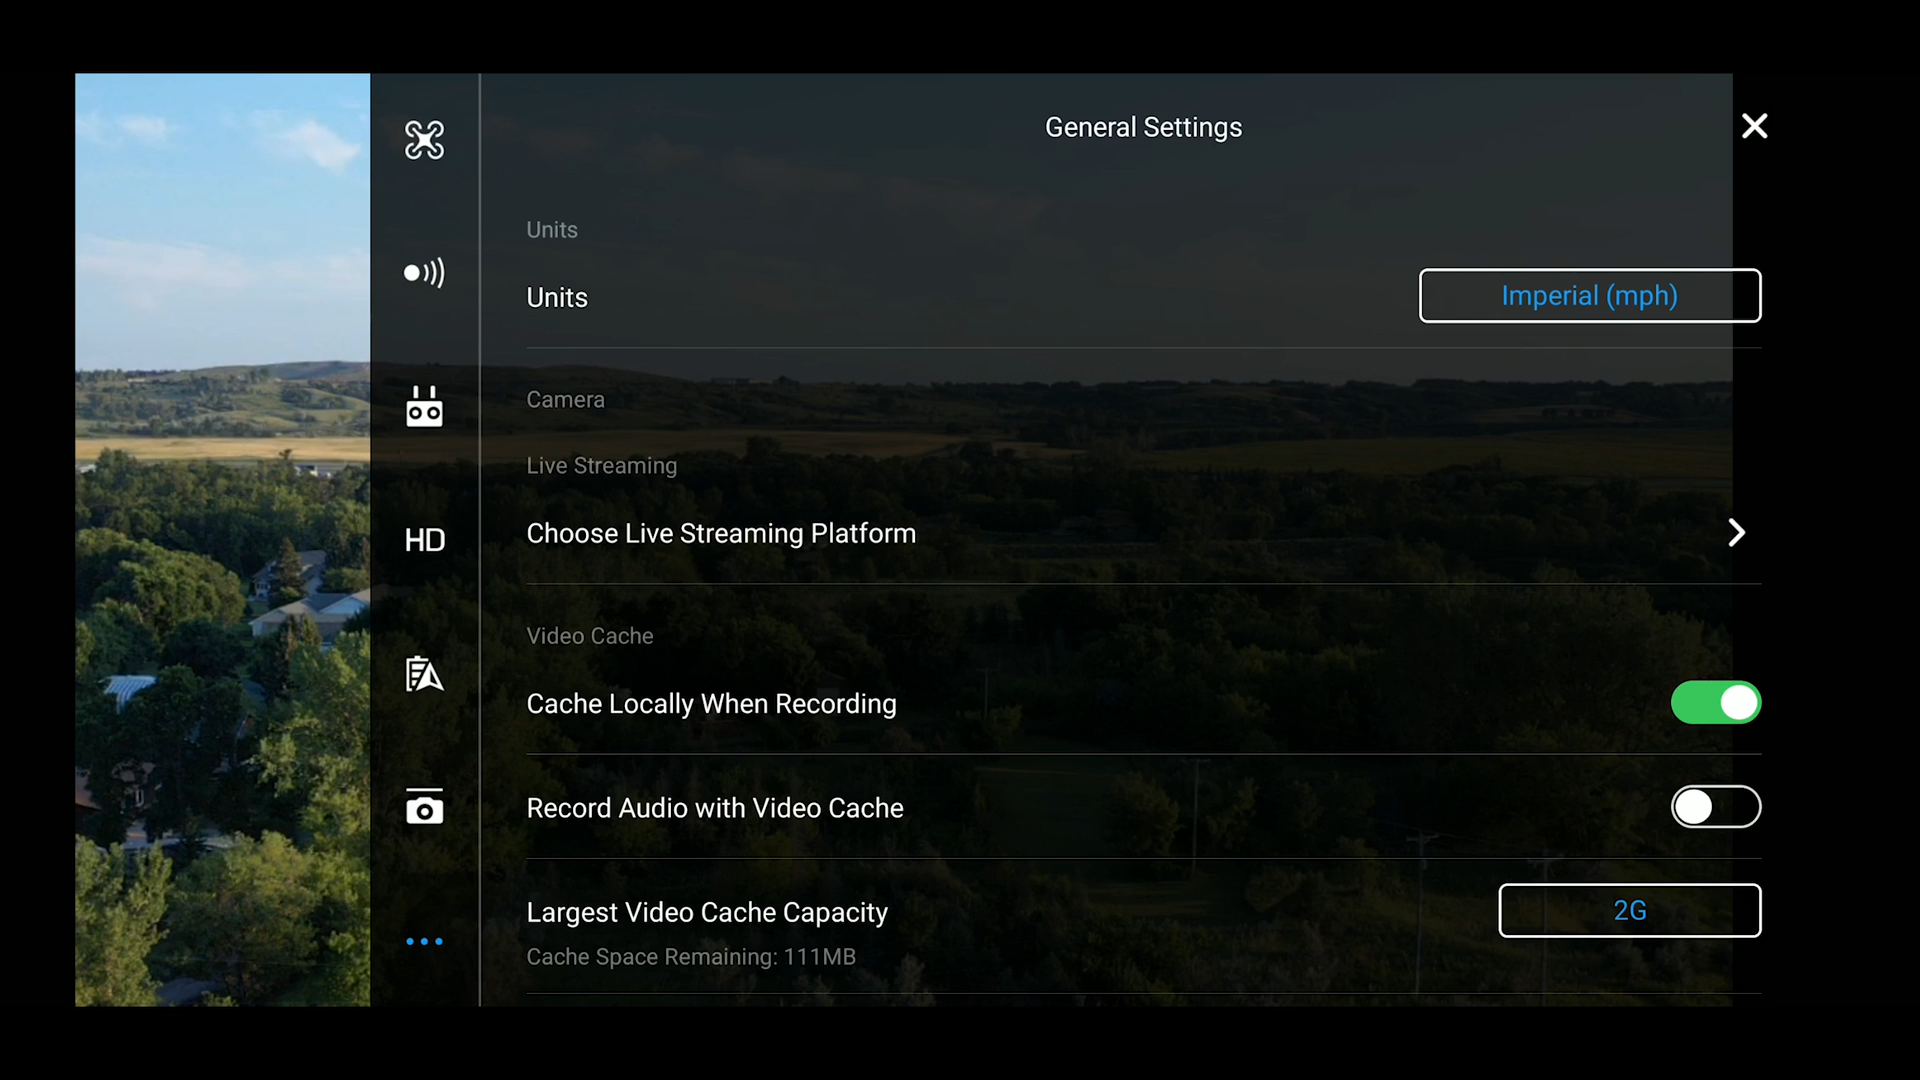 General Settings
Units
Units
Imperial (mph)
Camera
Live Streaming
HD
Choose Live Streaming Platform
Video Cache
Cache Locally When Recording
Record Audio with Video Cache
Largest Video Cache Capacity
2G
Cache Space Remaining: 111MB